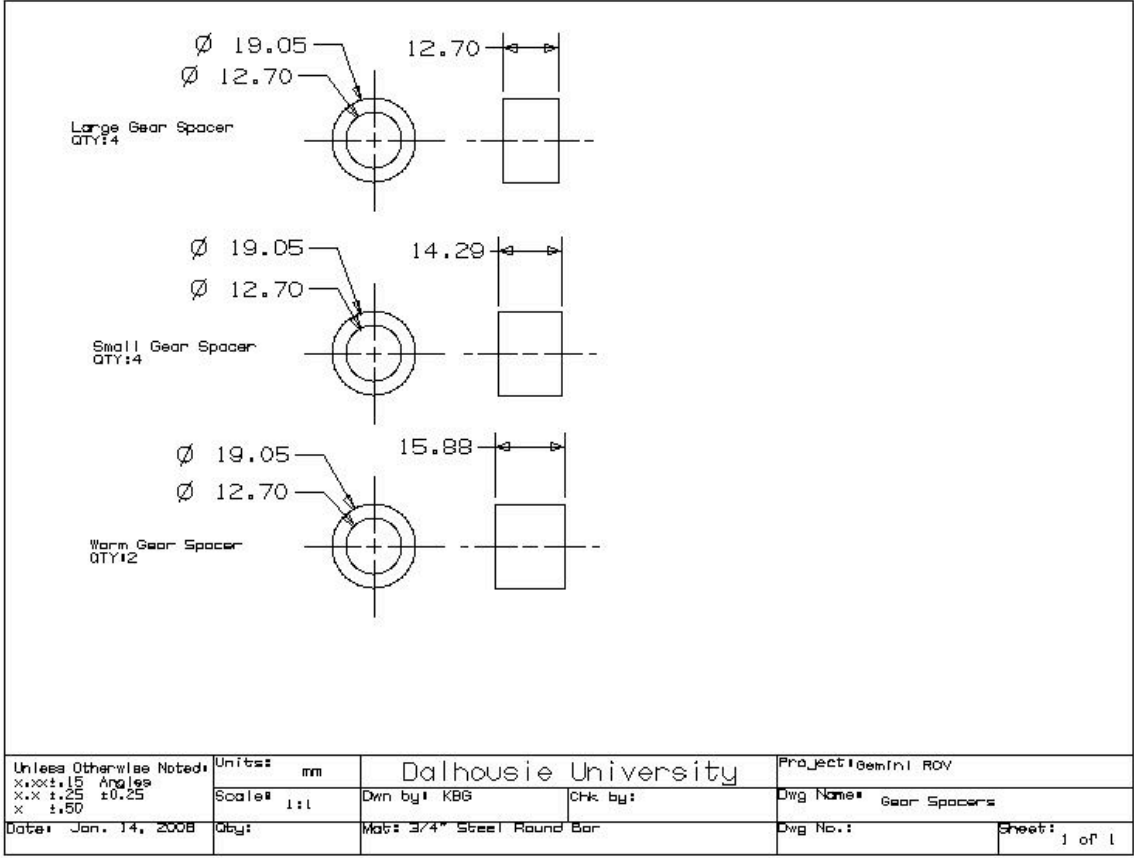 Ø 19.05
Ø 12.70
12.70
Large Gear Spacer
QTY:4
Ø 19.05
Ø 12.70
14.29
Small Gear Spacer
QTY:4
Ø 19.05
Ø 12.70
15.88
Worm Gear Spacer
QTY:2
Unless Otherwise Noted:
x.xx±.15 Angles
x.x ±.25 ±0.25
x ±.50
Units: mm
Dalhousie University
Project: Gemini ROV
Scale: 1:1
Dwn by: KBG
Chk by:
Dwg Name: Gear Spacers
Date: Jan. 14, 2008
Qty:
Mat: 3/4" Steel Round Bar
Dwg No.:
Sheet: 1 of 1